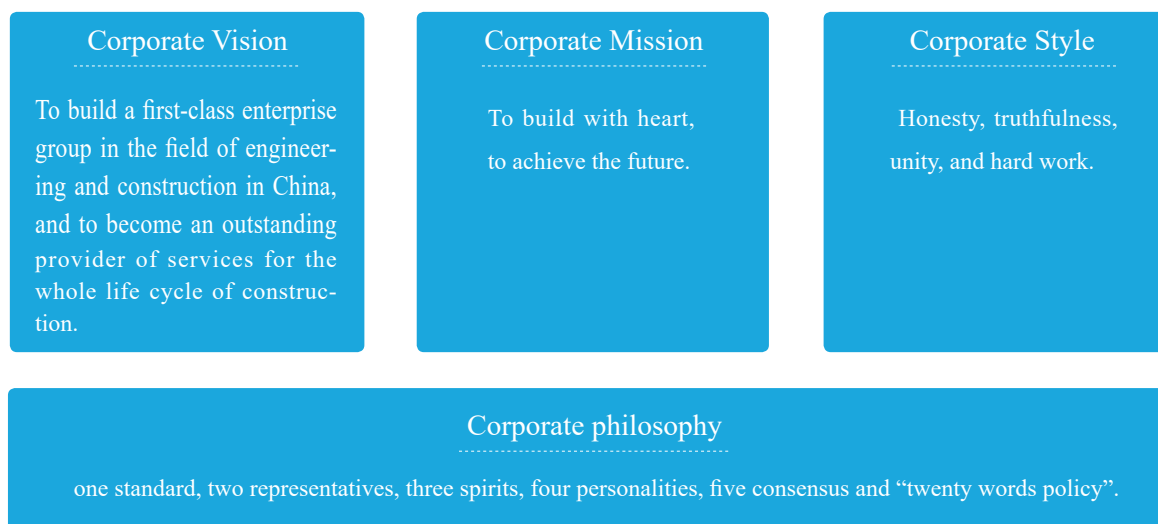 Corporate Vision
To build a first-class enterprise
group in the field of engineer-
ing and construction in China,
and to become an outstanding
provider of services for the
whole life cycle of construc-
tion.
Corporate Mission
To build with heart,
to achieve the future.
Corporate Style
Honesty, truthfulness,
unity, and hard work.
Corporate philosophy
one standard, two representatives, three spirits, four personalities, five consensus and “twenty words policy”.